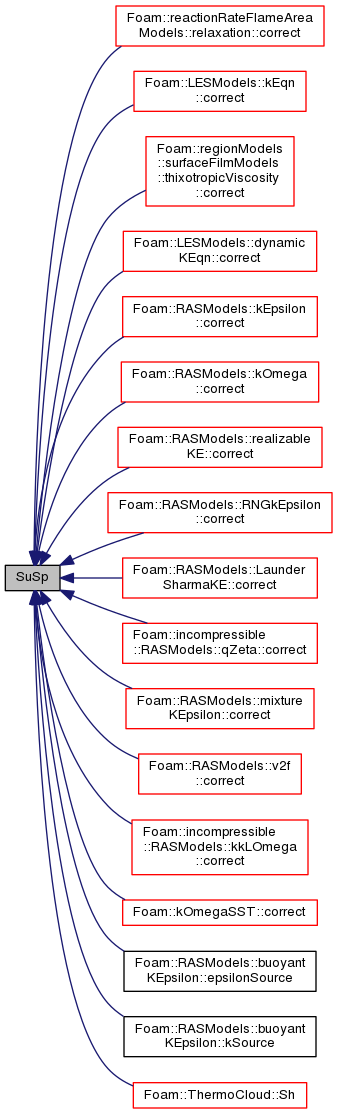 Foam::reactionRateFlameArea
Models::relaxation::correct
Foam::LESModels::kEqn
::correct
Foam::regionModels
::surfaceFilmModels
::thixotropicViscosity
::correct
Foam::LESModels::dynamic
KEqn::correct
Foam::RASModels::kEpsilon
::correct
Foam::RASModels::kOmega
::correct
Foam::RASModels::realizable
KE::correct
Foam::RASModels::RNGkEpsilon
::correct
SuSp
Foam::RASModels::Launder
SharmaKE::correct
Foam::incompressible
::RASModels::qZeta::correct
Foam::RASModels::mixture
KEpsilon::correct
Foam::RASModels::v2f
::correct
Foam::incompressible
::RASModels::kkLOmega
::correct
Foam::kOmegaSST::correct
Foam::RASModels::buoyant
KEpsilon::epsilonSource
Foam::RASModels::buoyant
KEpsilon::kSource
Foam::ThermoCloud::Sh